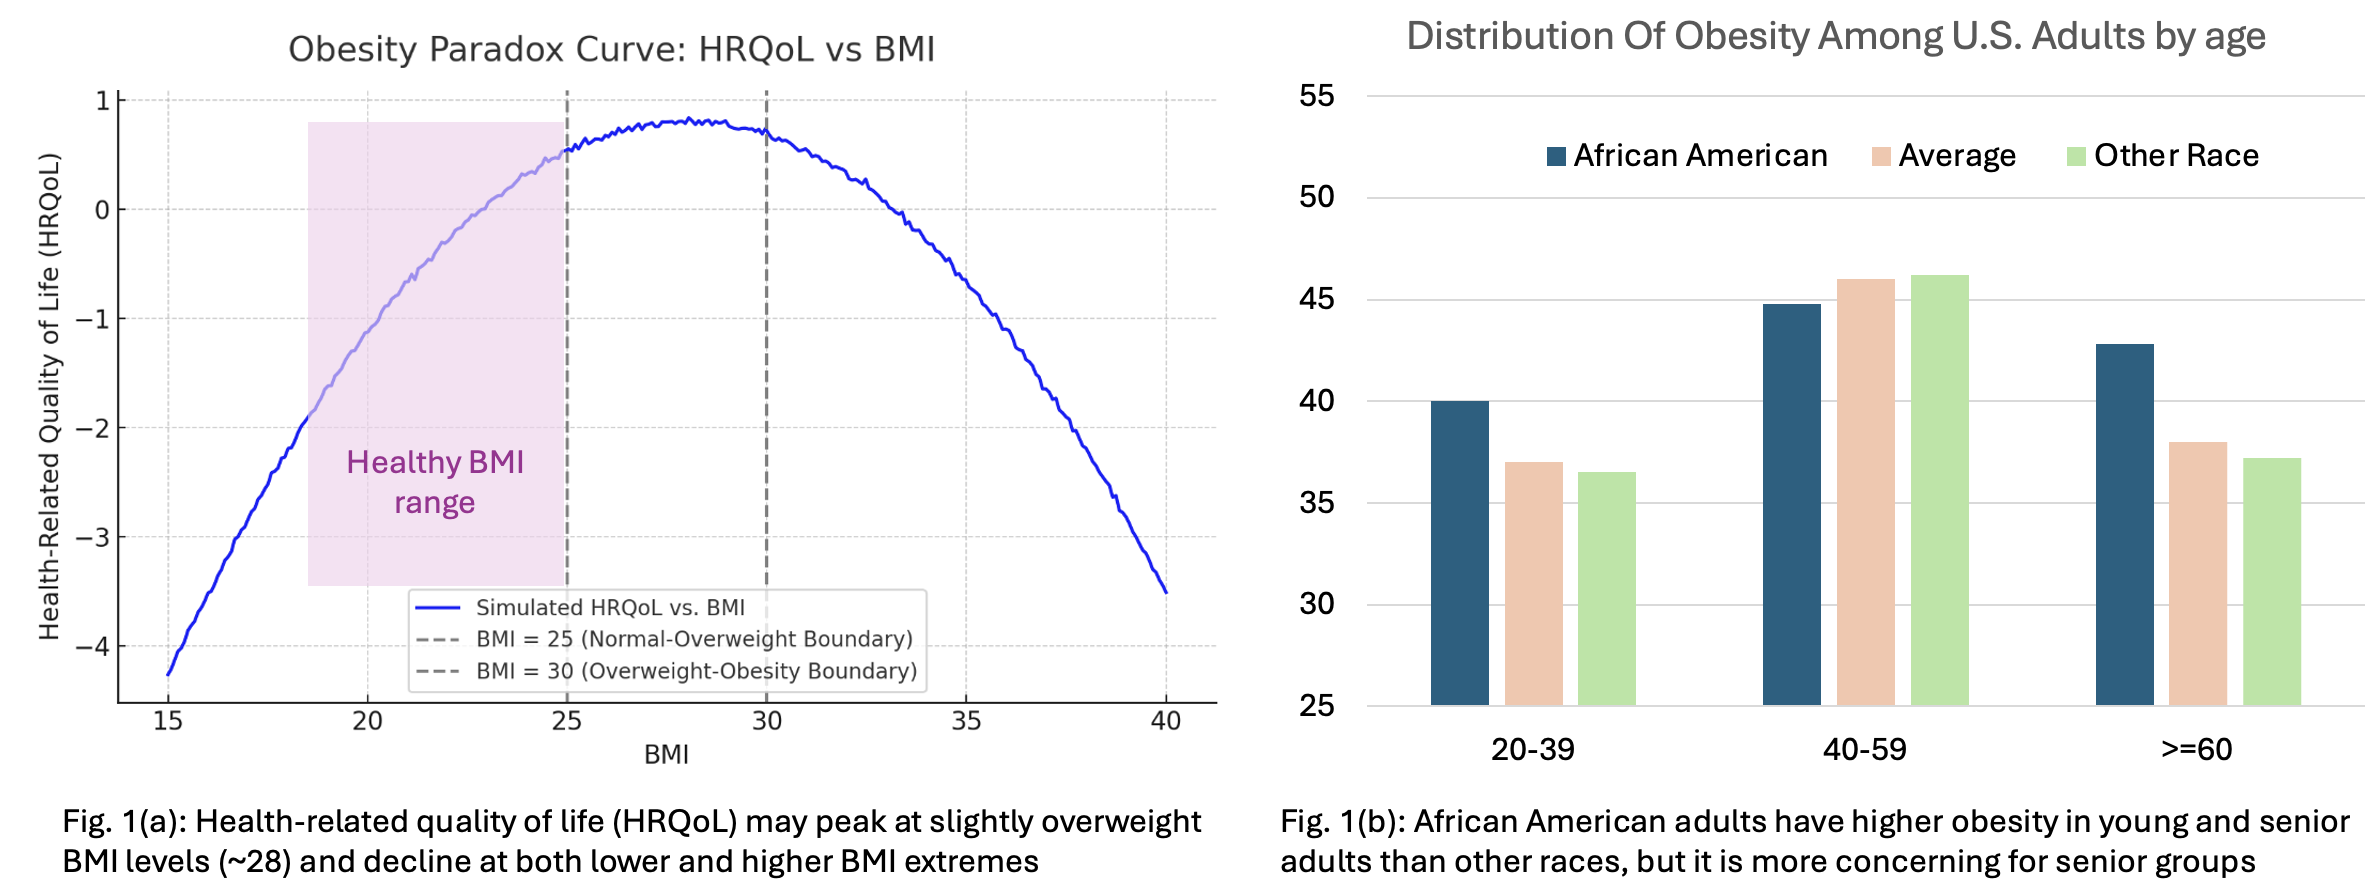 Obesity Paradox Curve: HRQoL vs BMI
Health-Related Quality of Life (HRQoL)
1
0
−1
−2
−3
−4
Healthy BMI
range
Simulated HRQoL vs. BMI
BMI = 25 (Normal-Overweight Boundary)
BMI = 30 (Overweight-Obesity Boundary)
15 20 25 30 35 40
BMI
Fig. 1(a): Health-related quality of life (HRQoL) may peak at slightly overweight
BMI levels (~28) and decline at both lower and higher BMI extremes
Distribution Of Obesity Among U.S. Adults by age
55
African American Average Other Race
50
45
40
35
30
25
20-39 40-59 >=60
Fig. 1(b): African American adults have higher obesity in young and senior
adults than other races, but it is more concerning for senior groups